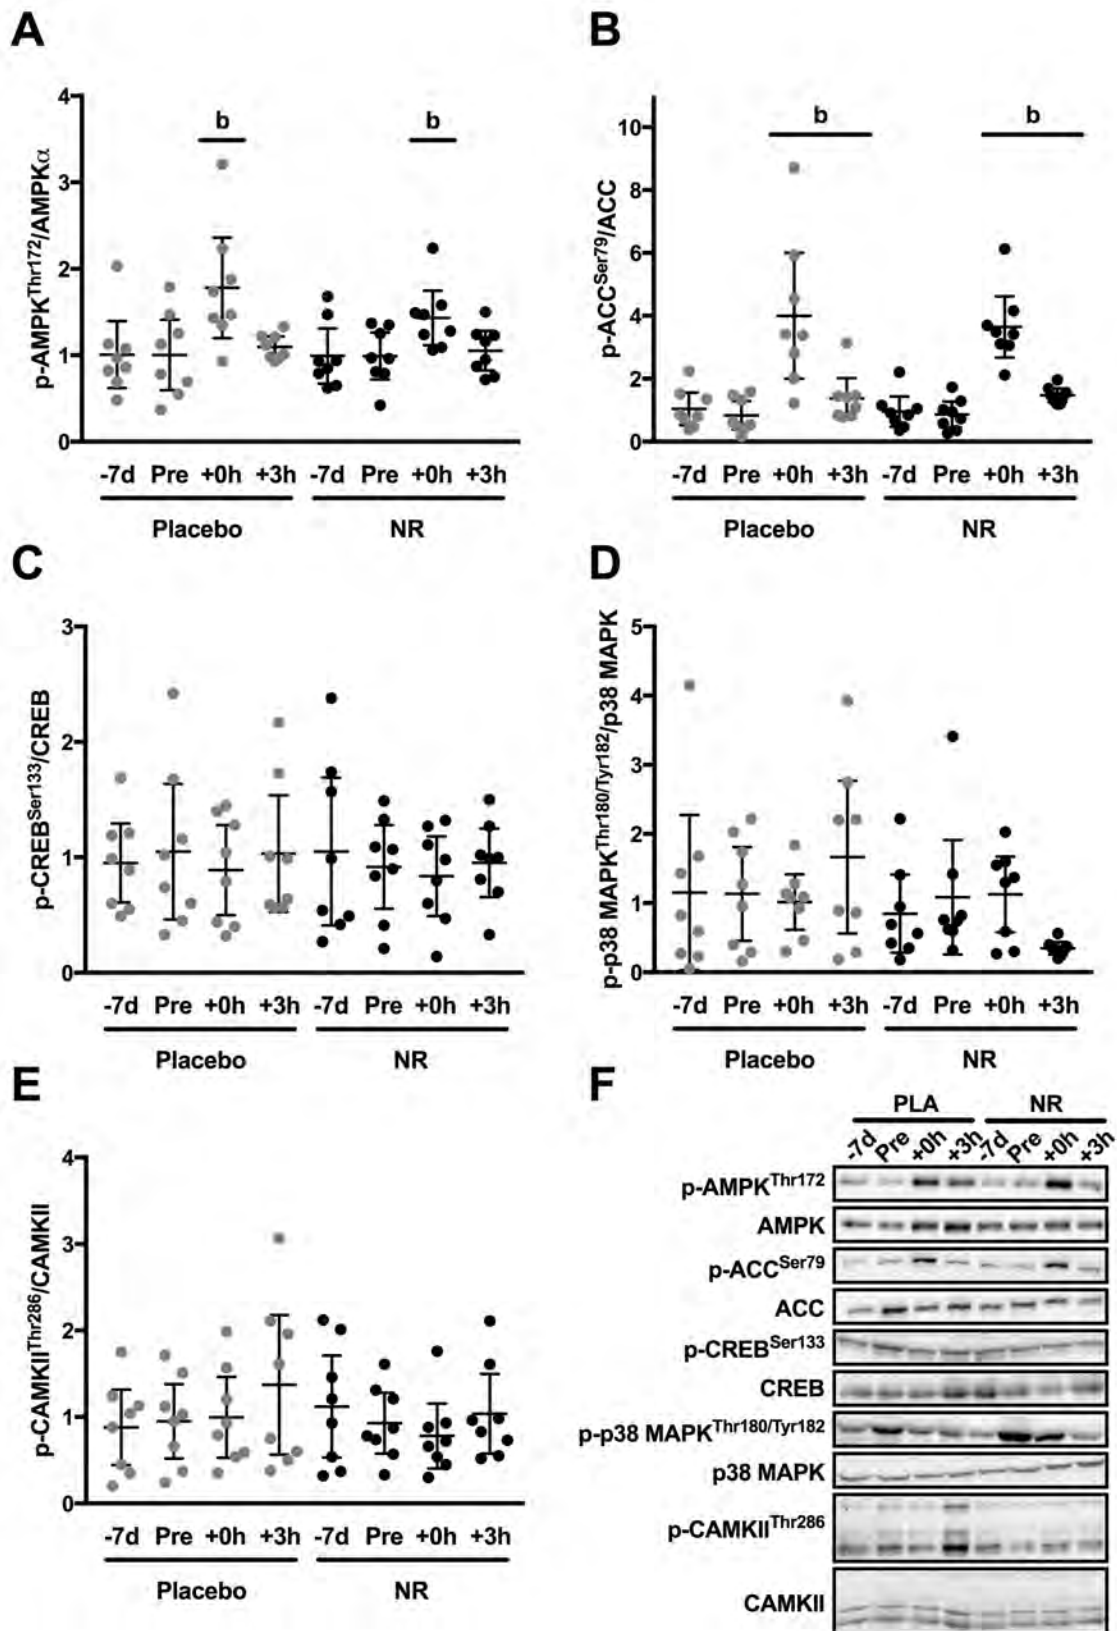 A
p-AMPKThr172/AMPKα
4
3
2
1
0
b
b
-7d Pre +0h +3h -7d Pre +0h +3h
Placebo NR
B
p-ACCSer79/ACC
10
8
6
4
2
0
b
b
-7d Pre +0h +3h -7d Pre +0h +3h
Placebo NR
C
p-CREBSer133/CREB
3
2
1
0
-7d Pre +0h +3h -7d Pre +0h +3h
Placebo NR
D
p-p38 MAPKThr180/Tyr182/p38 MAPK
5
4
3
2
1
0
-7d Pre +0h +3h -7d Pre +0h +3h
Placebo NR
E
p-CAMKIIThr286/CAMKII
4
3
2
1
0
-7d Pre +0h +3h -7d Pre +0h +3h
Placebo NR
F
PLA NR
-7d Pre +0h +3h -7d Pre +0h +3h
p-AMPKThr172
AMPK
p-ACCSer79
ACC
p-CREBSer133
CREB
p-p38 MAPKThr180/Tyr182
p38 MAPK
p-CAMKIIThr286
CAMKII